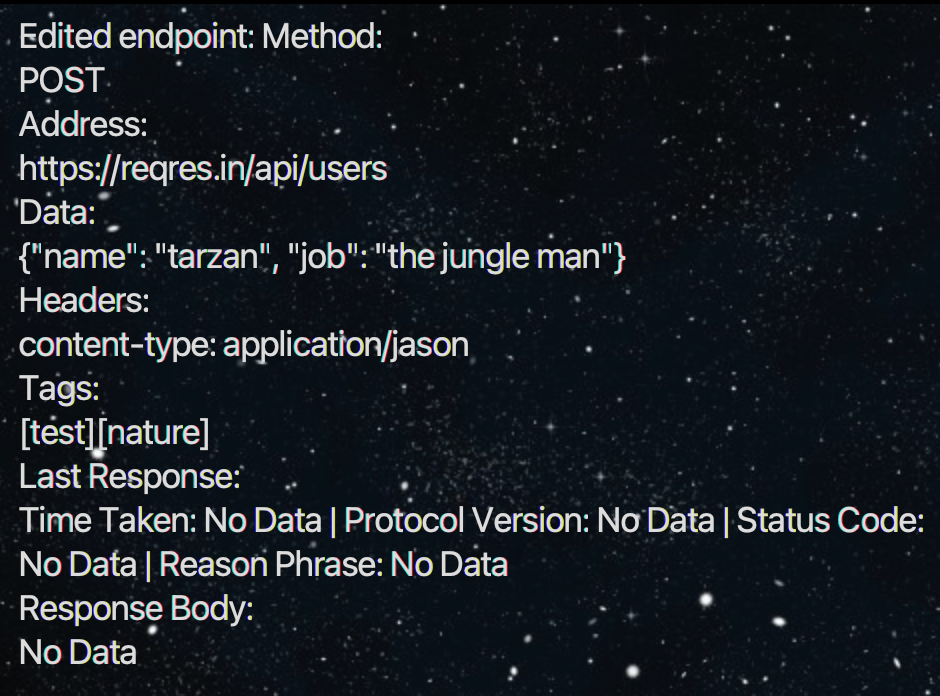 Edited endpoint: Method:
POST
Address:
https://reqres.in/api/users
Data:
{"name": "tarzan", "job": "the jungle man"}
Headers:
content-type: application/jason
Tags:
[test][nature]
Last Response:
Time Taken: No Data | Protocol Version: No Data | Status Code:
No Data | Reason Phrase: No Data
Response Body:
No Data